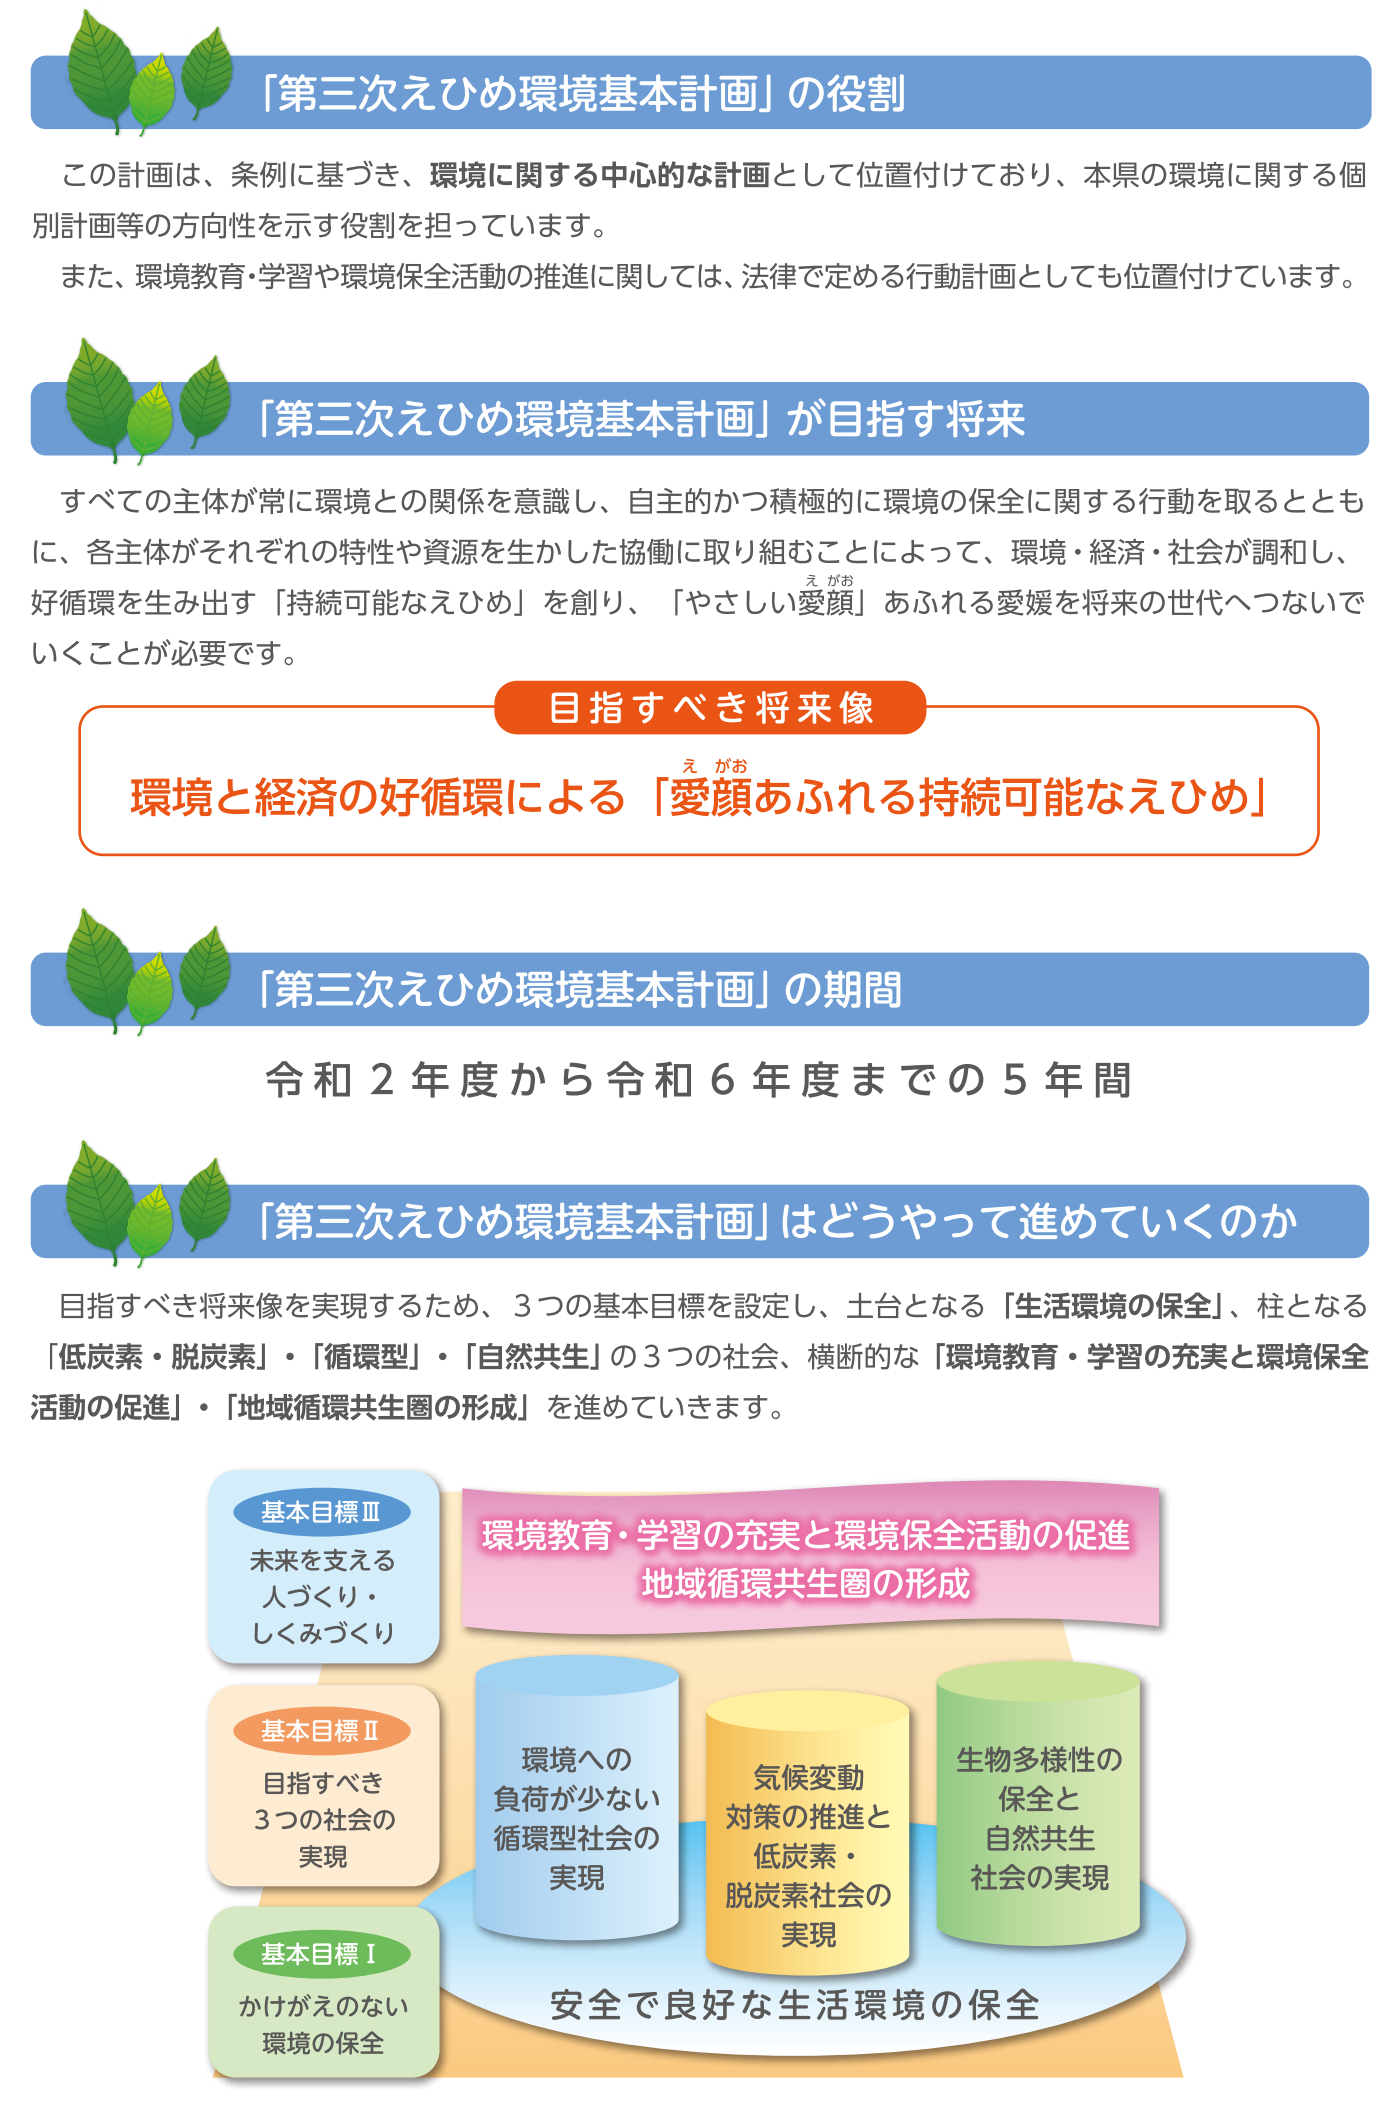 「第三次えひめ環境基本計画」の役割
この計画は、条例に基づき、環境に関する中心的な計画として位置付けており、本県の環境に関する個
別計画等の方向性を示す役割を担っています。
また、環境教育・学習や環境保全活動の推進に関しては、法律で定める行動計画としても位置付けています。
「第三次えひめ環境基本計画」が目指す将来
すべての主体が常に環境との関係を意識し、自主的かつ積極的に環境の保全に関する行動を取るととも
に、各主体がそれぞれの特性や資源を生かした協働に取り組むことによって、環境・経済・社会が調和し、
え がお
好循環を生み出す「持続可能なえひめ」を創り、「やさしい愛顔」あふれる愛媛を将来の世代へつないで
いくことが必要です。
目指すべき将来像
え がお
環境と経済の好循環による「愛顔あふれる持続可能なえひめ」
「第三次えひめ環境基本計画」の期間
令和２年度から令和６年度までの５年間
「第三次えひめ環境基本計画」はどうやって進めていくのか
目指すべき将来像を実現するため、３つの基本目標を設定し、土台となる「生活環境の保全」、柱となる
「低炭素・脱炭素」・「循環型」・「自然共生」の３つの社会、横断的な「環境教育・学習の充実と環境保全
活動の促進」・「地域循環共生圏の形成」を進めていきます。
基本目標Ⅲ
未来を支える
人づくり・
しくみづくり
環境教育・学習の充実と環境保全活動の促進
地域循環共生圏の形成
基本目標Ⅱ
目指すべき
３つの社会の
実現
環境への
負荷が少ない
循環型社会の
実現
気候変動
対策の推進と
低炭素・
脱炭素社会の
実現
生物多様性の
保全と
自然共生
社会の実現
基本目標Ⅰ
かけがえのない
環境の保全
安全で良好な生活環境の保全